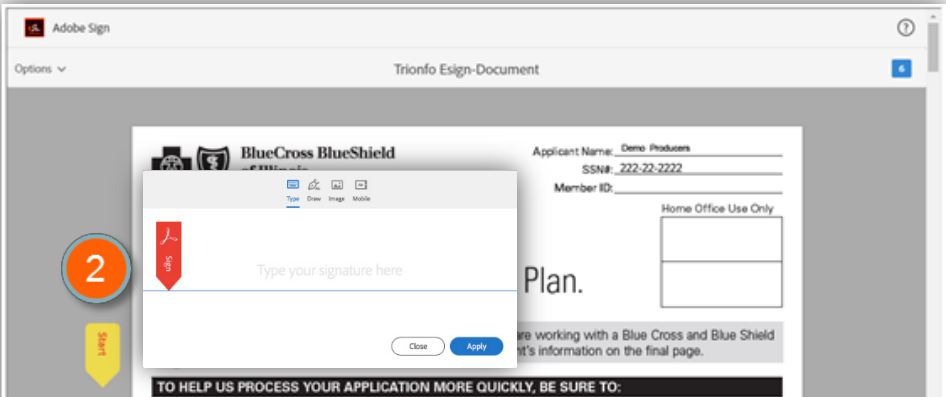 Adobe Sign
Options
Trionfo Esign-Document
6
BlueCross BlueShield
of Illinois
Applicant Name: Demo Producers
SSN#: 222-22-2222
Member ID:
Home Office Use Only
Type Draw Image Mobile
Sign
Type your signature here
2
Plan.
Start
Close Apply
are working with a Blue Cross and Blue Shield
nt's information on the final page.
TO HELP US PROCESS YOUR APPLICATION MORE QUICKLY, BE SURE TO: